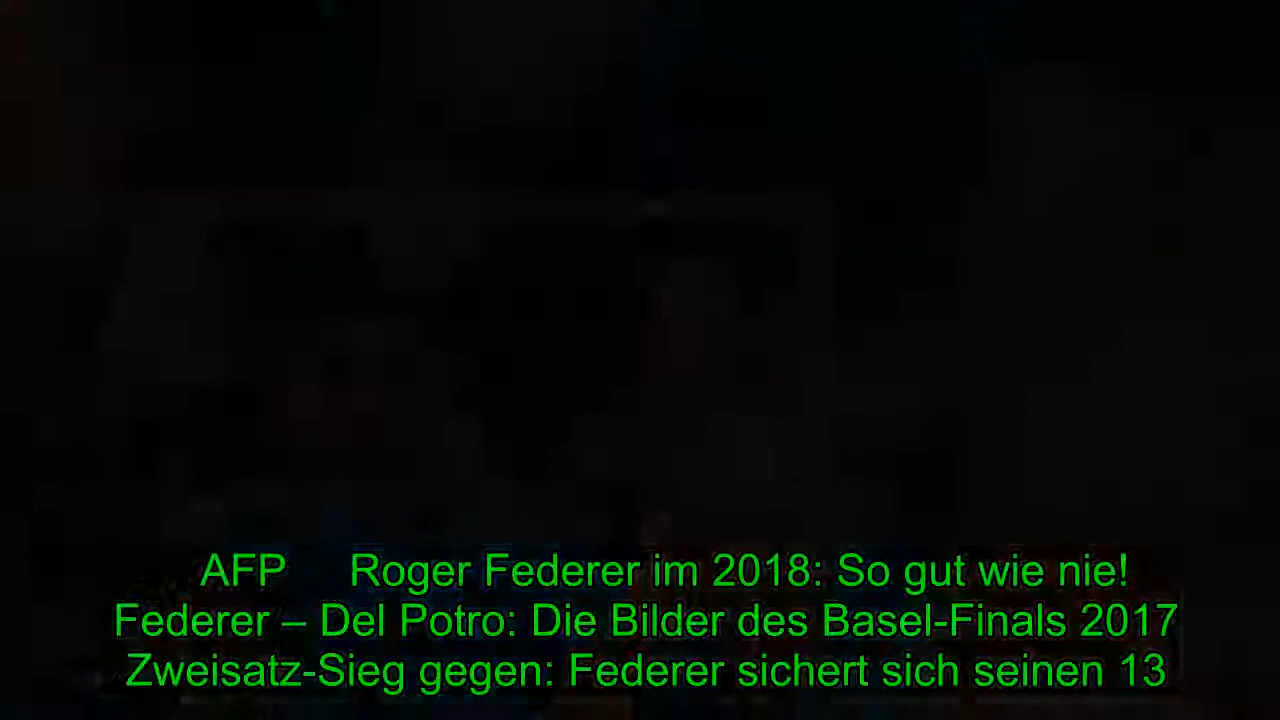 AFP Roger Federer im 2018: So gut wie nie!
Federer – Del Potro: Die Bilder des Basel-Finals 2017
Zweisatz-Sieg gegen: Federer sichert sich seinen 13